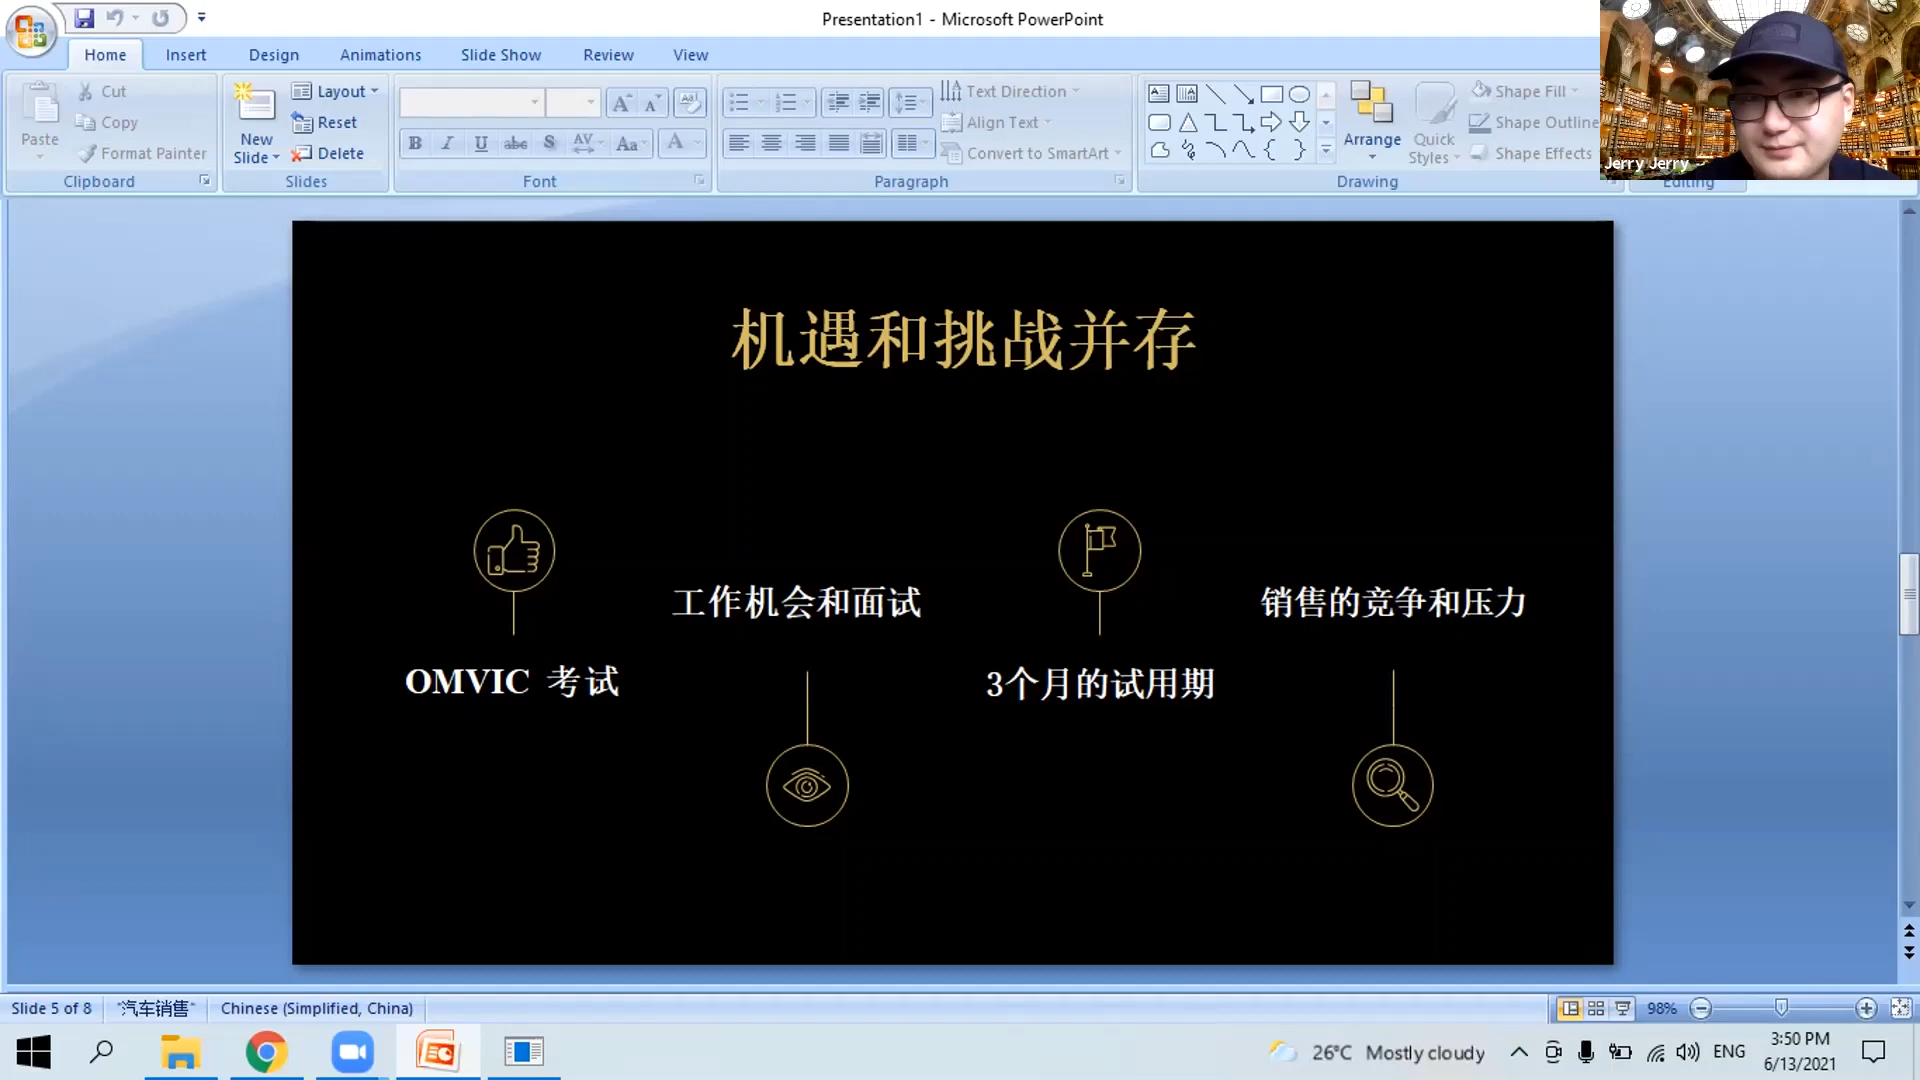 Presentation1 - Microsoft PowerPoint
Home Insert Design Animations Slide Show Review View
Paste
Cut
Copy
Format Painter
Clipboard
New Slide
Layout
Reset
Delete
Slides
B I U abc S AV Aa A
Font
Text Direction
Align Text
Convert to SmartArt
Paragraph
Arrange
Quick Styles
Shape Fill
Shape Outline
Shape Effects
Drawing
Editing
Jerry Jerry
机遇和挑战并存
工作机会和面试
销售的竞争和压力
OMVIC 考试
3个月的试用期
Slide 5 of 8 "汽车销售" Chinese (Simplified, China) 98%
26°C Mostly cloudy ENG
3:50 PM
6/13/2021